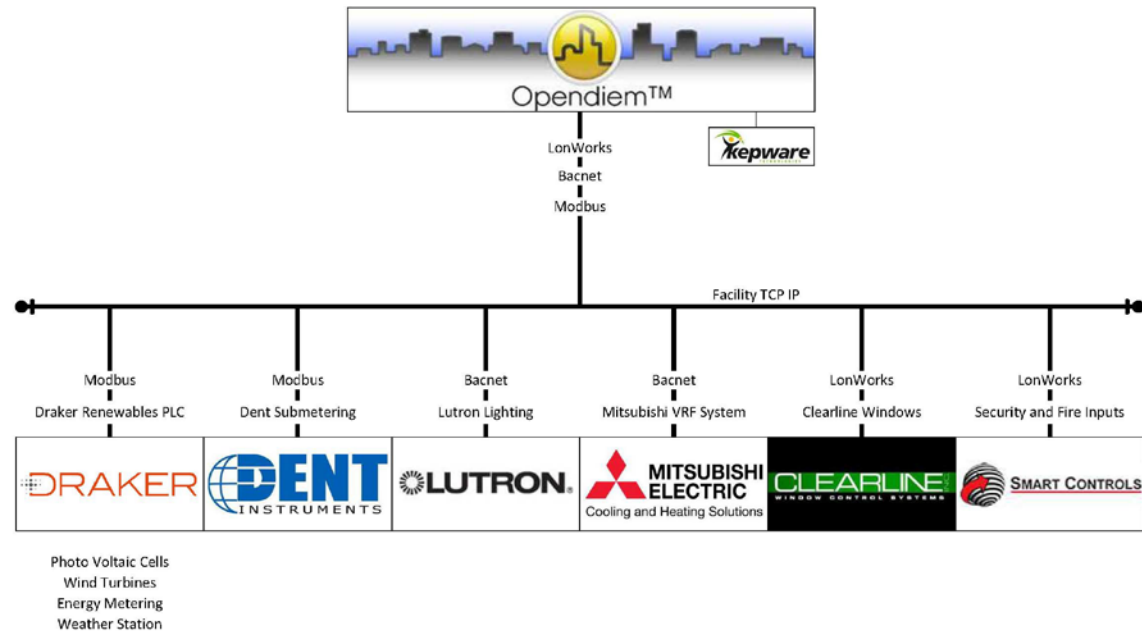 Opendiem™
kepware
LonWorks
Bacnet
Modbus
Facility TCP IP
Modbus
Modbus
Bacnet
Bacnet
LonWorks
LonWorks
Draker Renewables PLC
Dent Submetering
Lutron Lighting
Mitsubishi VRF System
Clearline Windows
Security and Fire Inputs
DRAKER
DENT
INSTRUMENTS
LUTRON®
MITSUBISHI
ELECTRIC
Cooling and Heating Solutions
CLEARLINE
WINDOW CONTROL SYSTEMS
SMART CONTROLS
Photo Voltaic Cells
Wind Turbines
Energy Metering
Weather Station